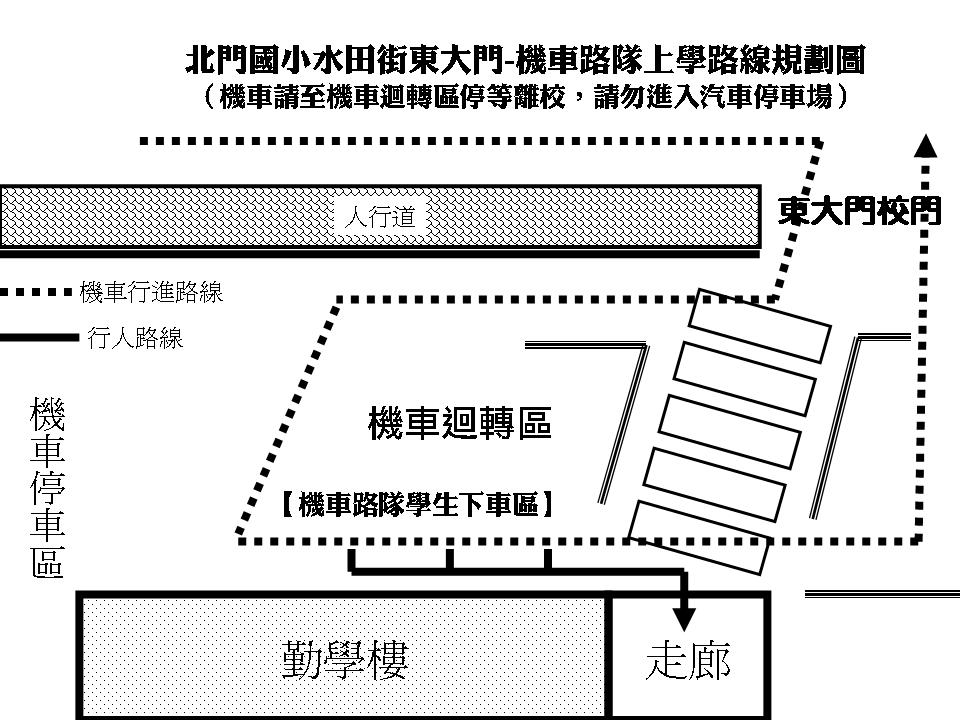 北門國小水田街東大門-機車路隊上學路線規劃圖
（機車請至機車迴轉區停等離校，請勿進入汽車停車場）
人行道
東大門校門
機車行進路線
行人路線
機車停車區
機車迴轉區
【機車路隊學生下車區】
勤學樓
走廊